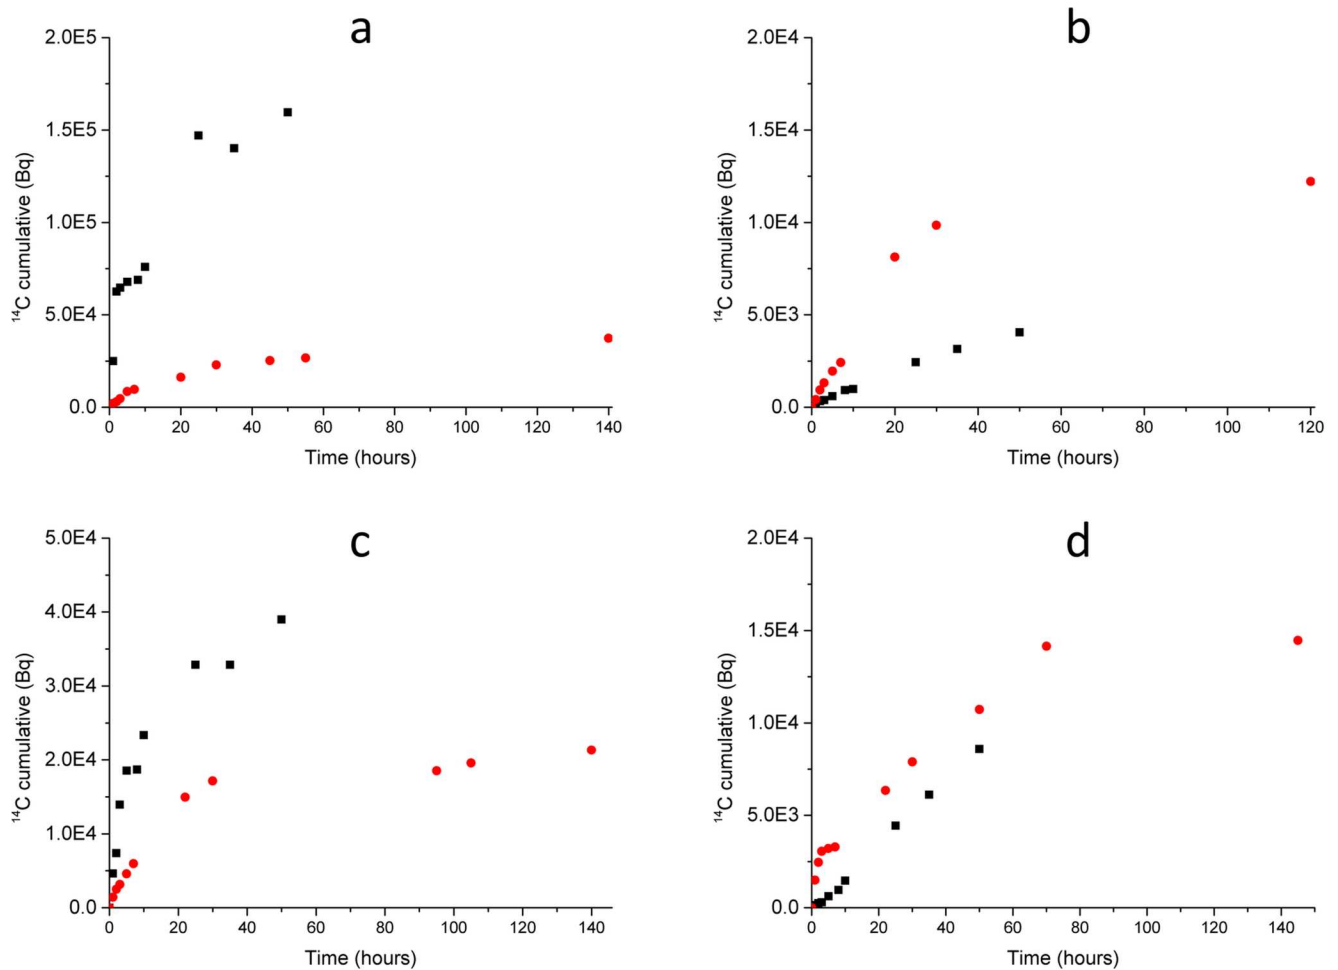 a
2.0E5
1.5E5
1.0E5
5.0E4
0.0
¹⁴C cumulative (Bq)
0 20 40 60 80 100 120 140
Time (hours)
b
2.0E4
1.5E4
1.0E4
5.0E3
0.0
¹⁴C cumulative (Bq)
0 20 40 60 80 100 120
Time (hours)
c
5.0E4
4.0E4
3.0E4
2.0E4
1.0E4
0.0
¹⁴C cumulative (Bq)
0 20 40 60 80 100 120 140
Time (hours)
d
2.0E4
1.5E4
1.0E4
5.0E3
0.0
¹⁴C cumulative (Bq)
0 20 40 60 80 100 120 140
Time (hours)